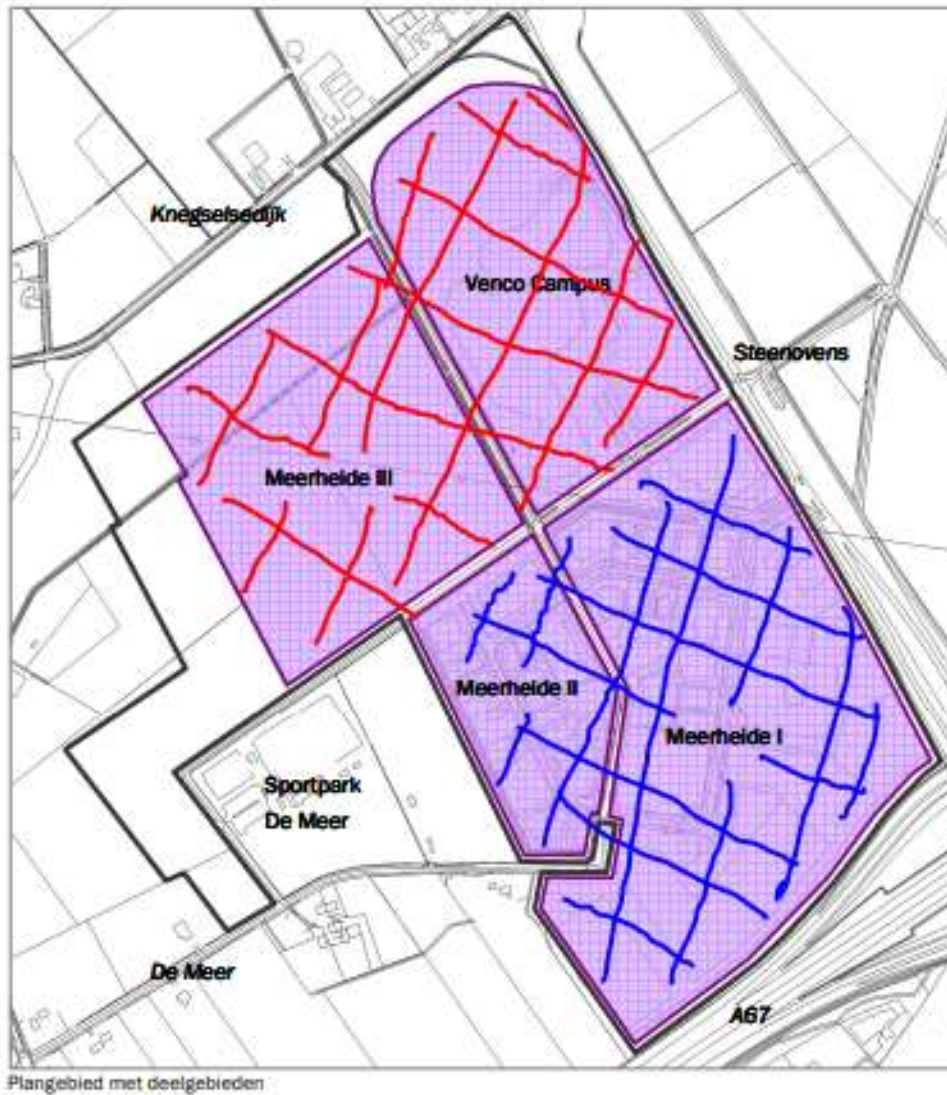 Knegselsedijk
Venco Campus
Steenovens
Meerheide III
Meerheide II
Meerheide I
Sportpark
De Meer
De Meer
A67
Plangebied met deelgebieden